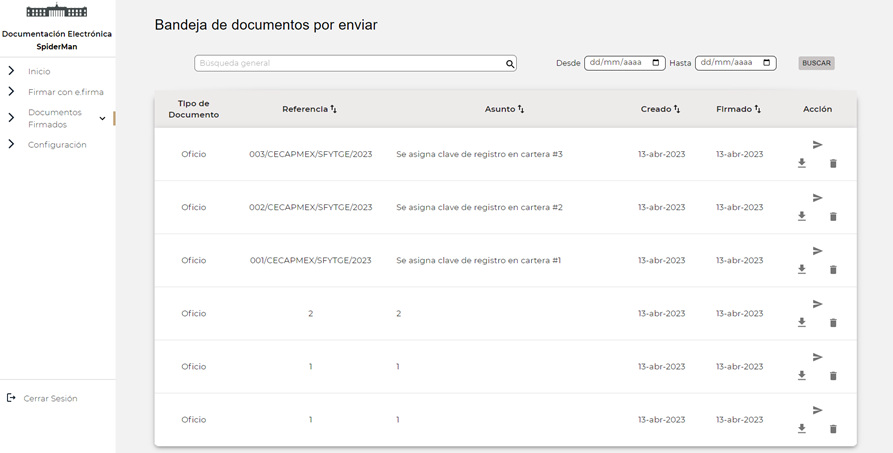 Documentación Electrónica
SpiderMan
Inicio
Firmar con e.firma
Documentos
Firmados
Configuración
Cerrar Sesión
Bandeja de documentos por enviar
Búsqueda general
Desde dd/mm/aaaa Hasta dd/mm/aaaa BUSCAR
Tipo de
Documento Referencia Asunto Creado Firmado Acción
Oficio 003/CECAPMEX/SFYTGE/2023 Se asigna clave de registro en cartera #3 13-abr-2023 13-abr-2023
Oficio 002/CECAPMEX/SFYTGE/2023 Se asigna clave de registro en cartera #2 13-abr-2023 13-abr-2023
Oficio 001/CECAPMEX/SFYTGE/2023 Se asigna clave de registro en cartera #1 13-abr-2023 13-abr-2023
Oficio 2 2 13-abr-2023 13-abr-2023
Oficio 1 1 13-abr-2023 13-abr-2023
Oficio 1 1 13-abr-2023 13-abr-2023